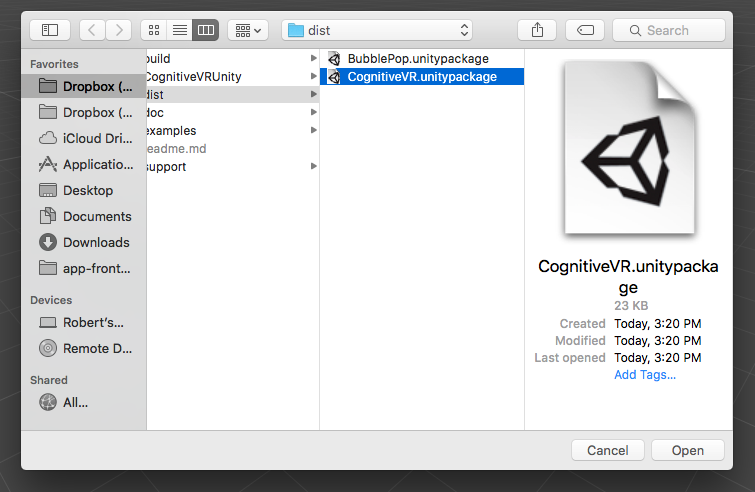 dist
Search
Favorites
Dropbox (...
Dropbox (...
iCloud Dri...
Applicatio...
Desktop
Documents
Downloads
app-front...
Devices
Robert's...
Remote D...
Shared
All...
build
CognitiveVRUnity
dist
doc
examples
readme.md
support
BubblePop.unitypackage
CognitiveVR.unitypackage
CognitiveVR.unitypacka
ge
23 KB
Created Today, 3:20 PM
Modified Today, 3:20 PM
Last opened Today, 3:20 PM
Add Tags...
Cancel
Open